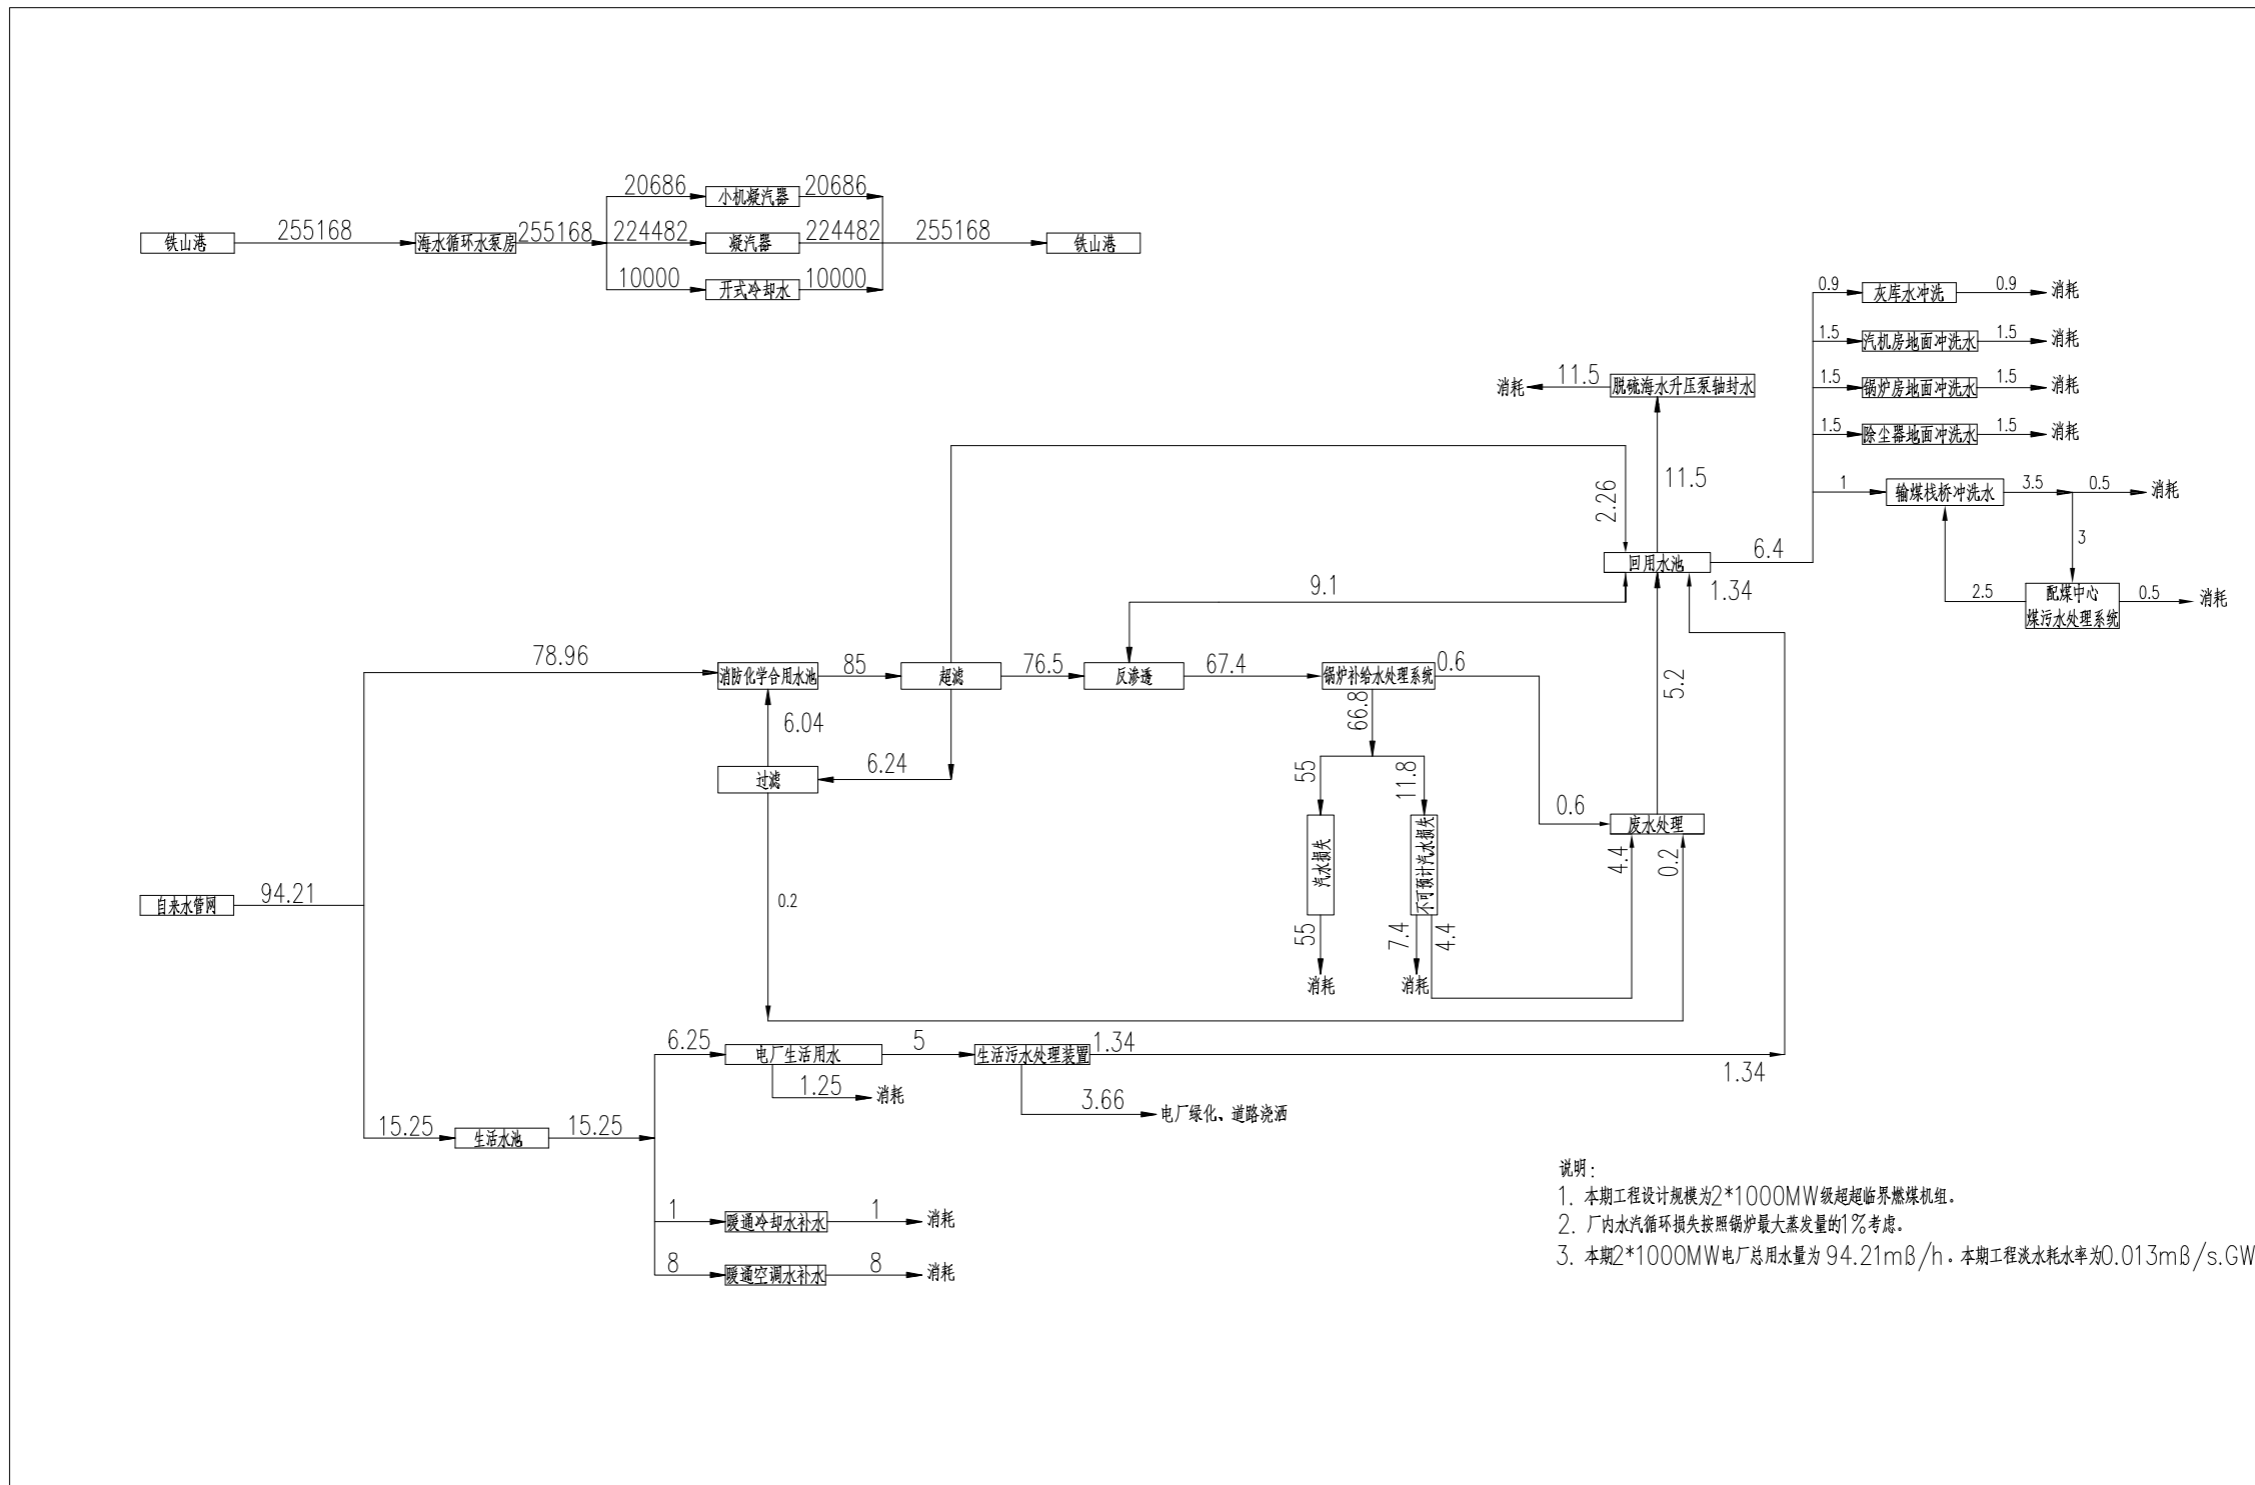 20686 小机凝汽器 20686
铁山港 255168 海水循环水泵房 255168 224482 凝汽器 224482 255168 铁山港
10000 开式冷却水 10000
0.9 灰库水冲洗 0.9 消耗
1.5 汽机房地面冲洗水 1.5 消耗
消耗 11.5 脱硫海水升压泵轴封水
1.5 锅炉房地面冲洗水 1.5 消耗
1.5 除尘器地面冲洗水 1.5 消耗
11.5
2.26
1 输煤栈桥冲洗水 3.5 0.5 消耗
3
回用水池 6.4
1.34
9.1
2.5 配煤中心 0.5 消耗
煤污水处理系统
78.96 消防化学合用水池 85 超滤 76.5 反渗透 67.4 锅炉补给水处理系统 0.6
5.2
6.04
66.8
过滤 6.24
55 11.8
0.6 废水处理
4.4 0.2
汽水损失 不可预计汽水损失
自来水管网 94.21
0.2
55 7.4 4.4
消耗 消耗
6.25 电厂生活用水 5 生活污水处理装置 1.34
1.34
1.25 消耗
3.66 电厂绿化、道路浇洒
15.25 生活水池 15.25
1 暖通冷却水补水 1 消耗
8 暖通空调水补水 8 消耗
说明：
1. 本期工程设计规模为2*1000MW级超超临界燃煤机组。
2. 厂内水汽循环损失按照锅炉最大蒸发量的1%考虑。
3. 本期2*1000MW电厂总用水量为 94.21mß/h。本期工程淡水耗水率为0.013mß/s.GW